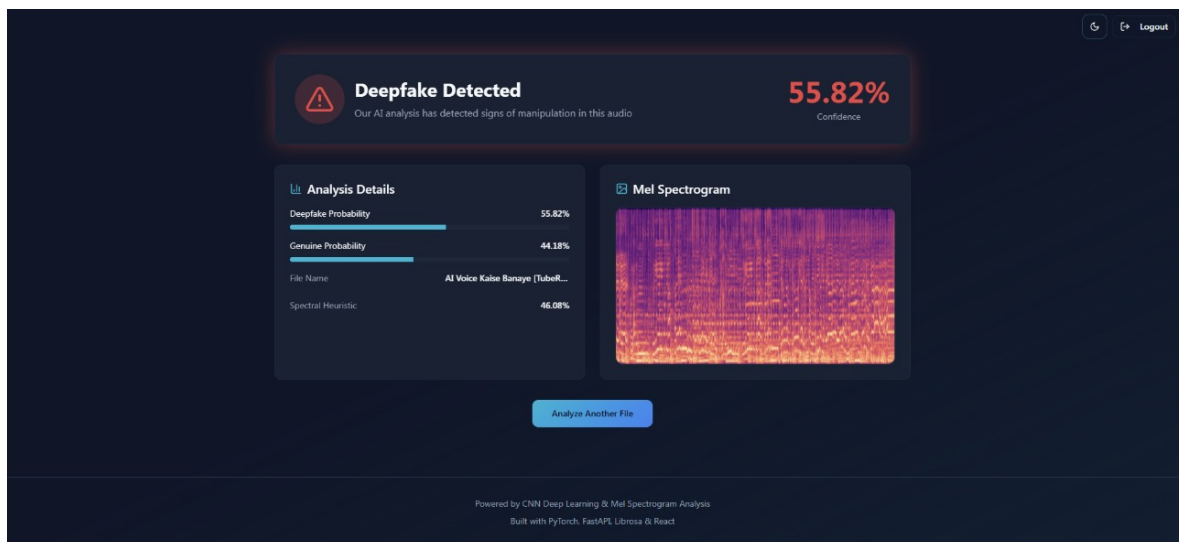 Logout
Deepfake Detected
Our AI analysis has detected signs of manipulation in this audio
55.82%
Confidence
Analysis Details
Deepfake Probability 55.82%
Genuine Probability 44.18%
File Name AI Voice Kaise Banaye [TubeR...
Spectral Heuristic 46.08%
Mel Spectrogram
Analyze Another File
Powered by CNN Deep Learning & Mel Spectrogram Analysis
Built with PyTorch, FastAPI, Librosa & React